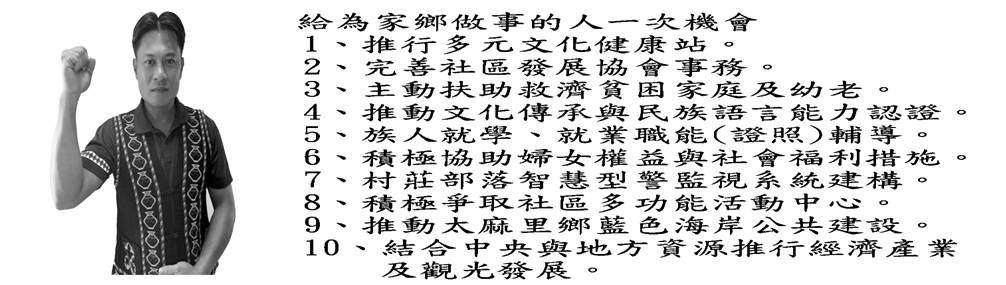 給為家鄉做事的人一次機會
1、推行多元文化健康站。
2、完善社區發展協會事務。
3、主動扶助救濟貧困家庭及幼老。
4、推動文化傳承與民族語言能力認證。
5、族人就學、就業職能(證照)輔導。
6、積極協助婦女權益與社會福利措施。
7、村莊部落智慧型警監視系統建構。
8、積極爭取社區多功能活動中心。
9、推動太麻里鄉藍色海岸公共建設。
10、結合中央與地方資源推行經濟產業
及觀光發展。